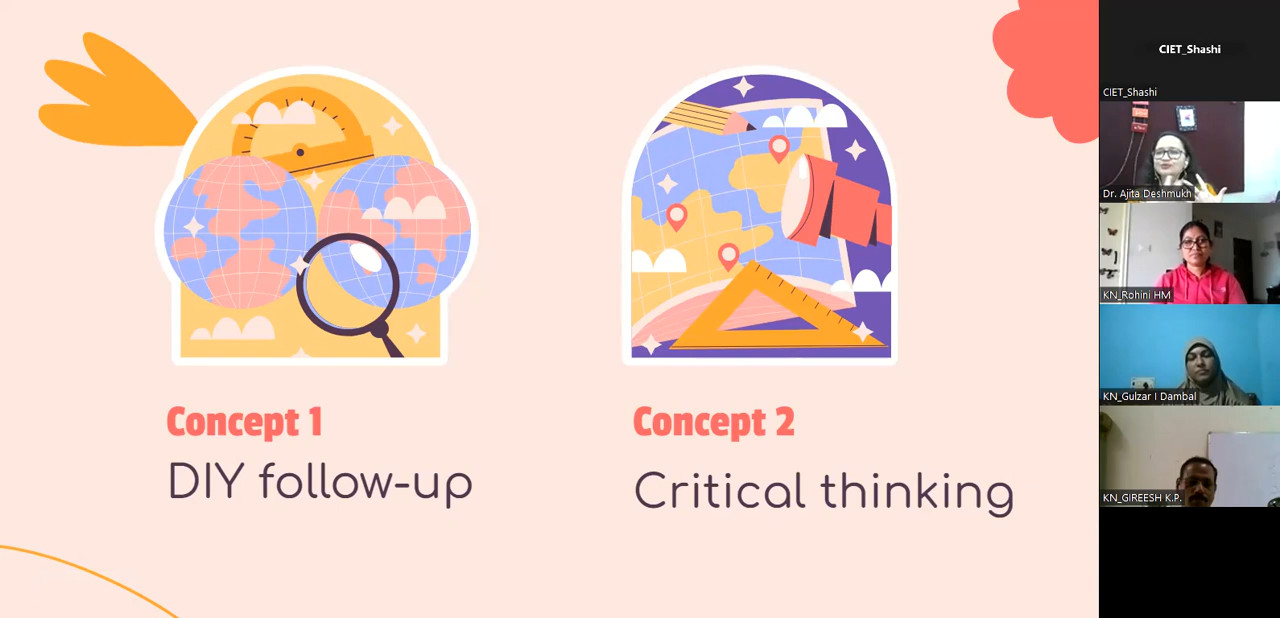 Concept 1
DIY follow-up
Concept 2
Critical thinking
CIET_Shashi
CIET_Shashi
Dr. Ajita Deshmukh
KN_Rohini HM
KN_Gulzar I Dambal
KN_GIREESH K.P.